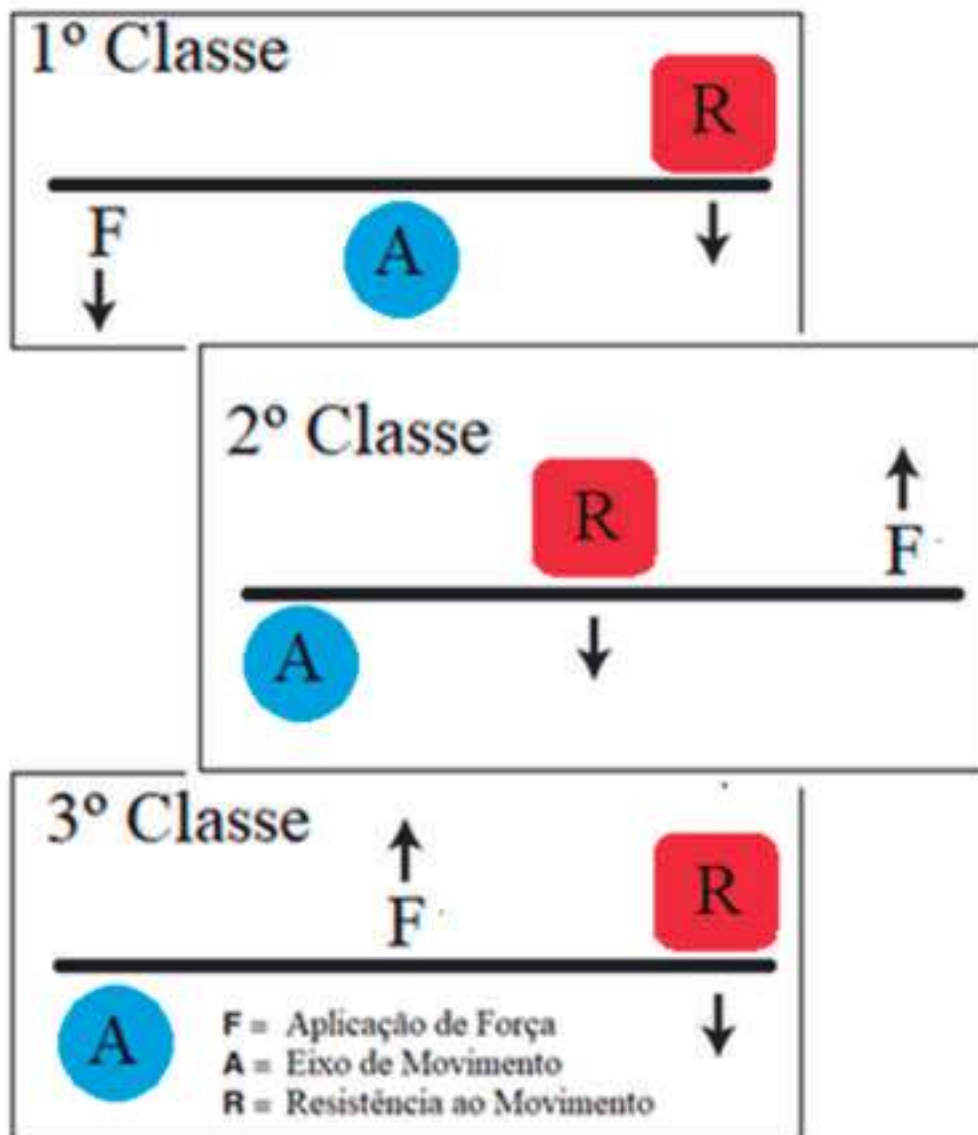 1º Classe
R
F
A
2º Classe
R
F
A
3º Classe
F
R
A
F = Aplicação de Força
A = Eixo de Movimento
R = Resistência ao Movimento